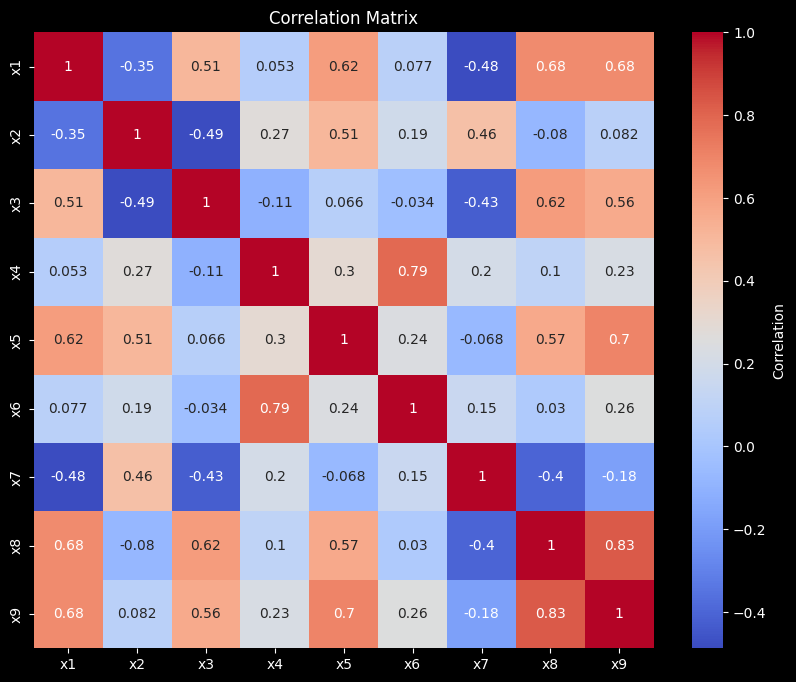 Correlation Matrix
x1 1 -0.35 0.51 0.053 0.62 0.077 -0.48 0.68 0.68
x2 -0.35 1 -0.49 0.27 0.51 0.19 0.46 -0.08 0.082
x3 0.51 -0.49 1 -0.11 0.066 -0.034 -0.43 0.62 0.56
x4 0.053 0.27 -0.11 1 0.3 0.79 0.2 0.1 0.23
x5 0.62 0.51 0.066 0.3 1 0.24 -0.068 0.57 0.7
x6 0.077 0.19 -0.034 0.79 0.24 1 0.15 0.03 0.26
x7 -0.48 0.46 -0.43 0.2 -0.068 0.15 1 -0.4 -0.18
x8 0.68 -0.08 0.62 0.1 0.57 0.03 -0.4 1 0.83
x9 0.68 0.082 0.56 0.23 0.7 0.26 -0.18 0.83 1
x1 x2 x3 x4 x5 x6 x7 x8 x9
1.0
0.8
0.6
0.4
0.2
0.0
−0.2
−0.4
Correlation